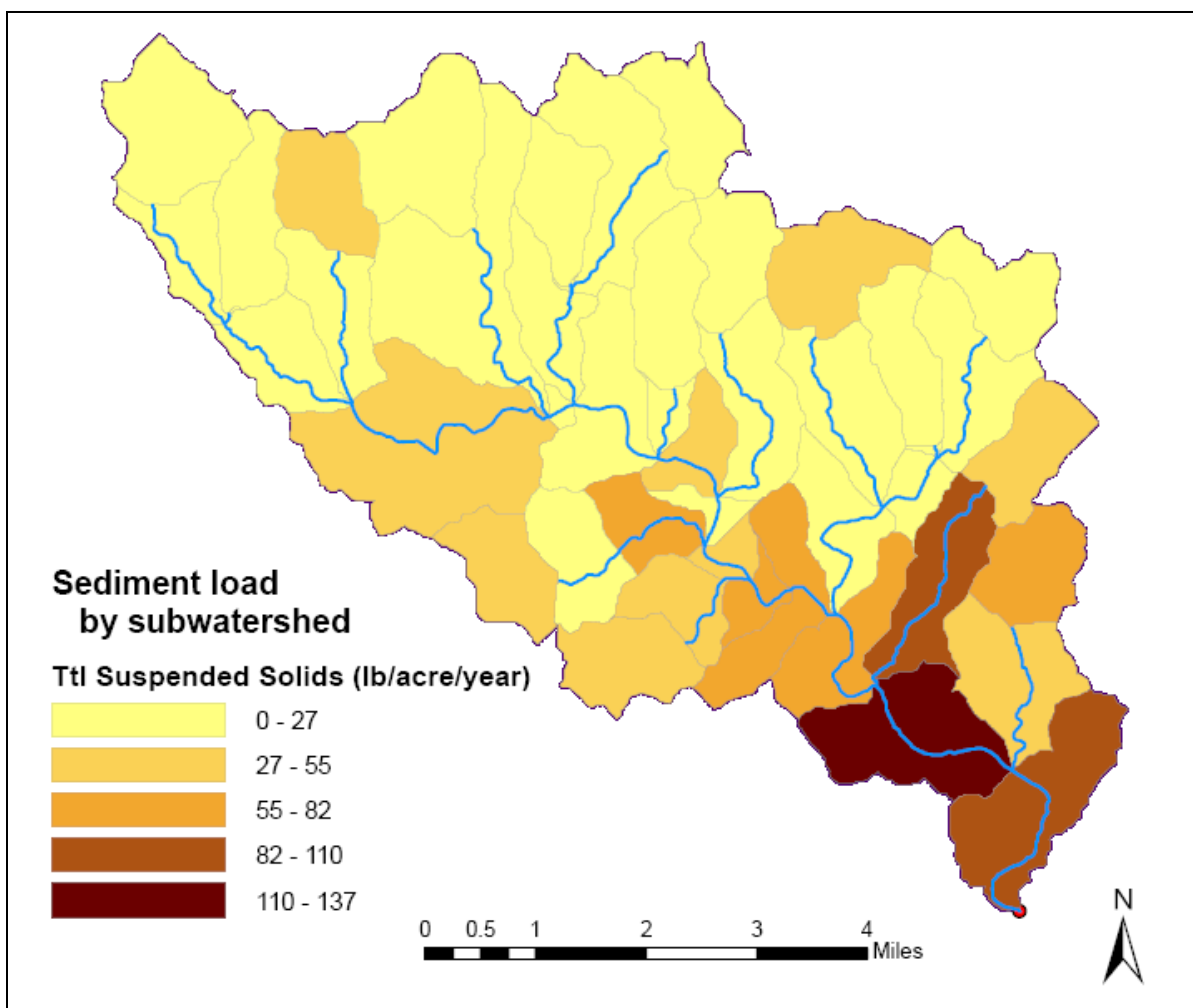 Sediment load
by subwatershed
Ttl Suspended Solids (lb/acre/year)
0 - 27
27 - 55
55 - 82
82 - 110
110 - 137
0 0.5 1 2 3 4
Miles
N